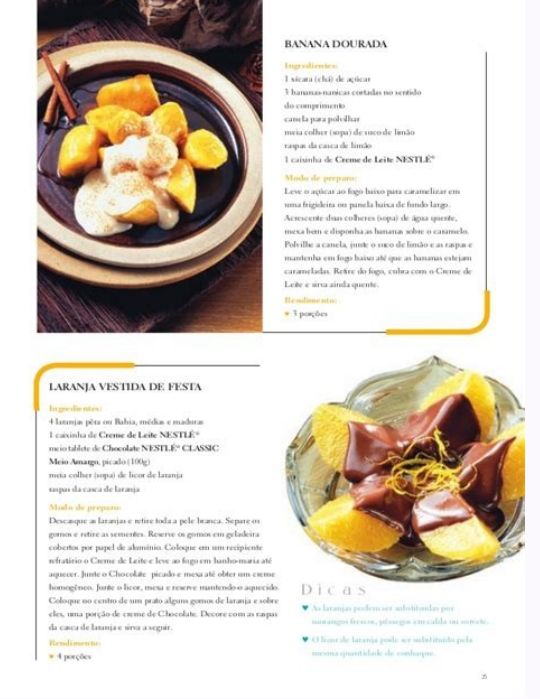 BANANA DOURADA
Ingredientes:
1 xícara (chá) de açúcar
3 bananas-nanicas cortadas no sentido
do comprimento
canela para polvilhar
meia colher (sopa) de suco de limão
raspas da casca de limão
1 caixinha de Creme de Leite NESTLÉ®
Modo de preparo:
Leve o açúcar ao fogo baixo para caramelizar em
uma frigideira ou panela baixa de fundo largo.
Acrescente duas colheres (sopa) de água quente,
mexa bem e disponha as bananas sobre o caramelo.
Polvilhe a canela, junte o suco de limão e as raspas e
mantenha em fogo baixo até que as bananas estejam
carameladas. Retire do fogo, cubra com o Creme de
Leite e sirva ainda quente.
Rendimento:
♥ 3 porções
LARANJA VESTIDA DE FESTA
Ingredientes:
4 laranjas pêra ou Bahia, médias e maduras
1 caixinha de Creme de Leite NESTLÉ®
meio tablete de Chocolate NESTLÉ® CLASSIC
Meio Amargo, picado (100g)
meia colher (sopa) de licor de laranja
raspas da casca de laranja
Modo de preparo:
Descasque as laranjas e retire toda a pele branca. Separe os
gomos e retire as sementes. Reserve os gomos em geladeira
cobertos por papel de alumínio. Coloque em um recipiente
refratário o Creme de Leite e leve ao fogo em banho-maria até
aquecer. Junte o Chocolate picado e mexa até obter um creme
homogêneo. Junte o licor, mexa e reserve mantendo-o aquecido.
Coloque no centro de um prato alguns gomos de laranja e sobre
eles, uma porção de creme de Chocolate. Decore com as raspas
da casca de laranja e sirva a seguir.
Rendimento:
♥ 4 porções
Dicas
♥ As laranjas podem ser substituídas por
morangos frescos, pêssegos em calda ou sorvete.
♥ O licor de laranja pode ser substituído pela
mesma quantidade de conhaque.